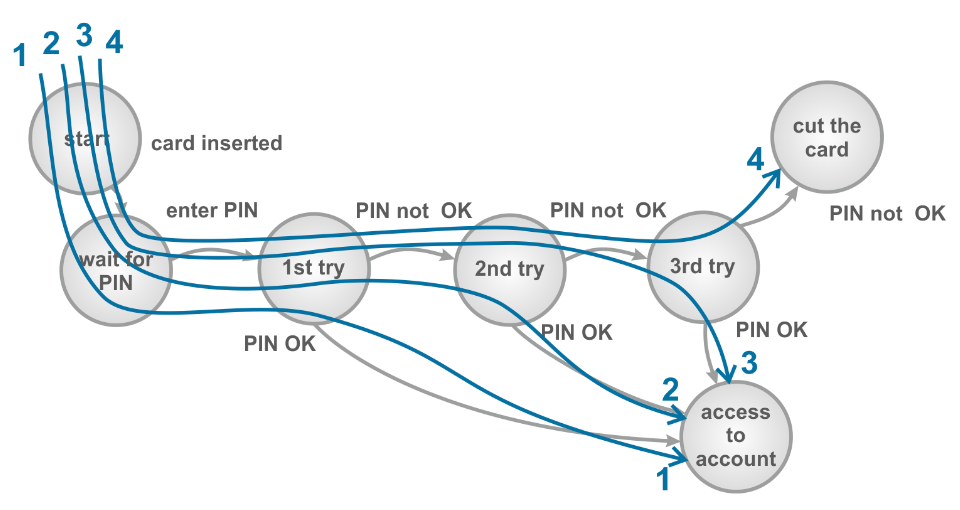 1 2 3 4
start
card inserted
cut the
card
4
enter PIN
PIN not OK
PIN not OK
PIN not OK
wait for
PIN
1st try
2nd try
3rd try
PIN OK
PIN OK
PIN OK
3
2
access
to
account
1